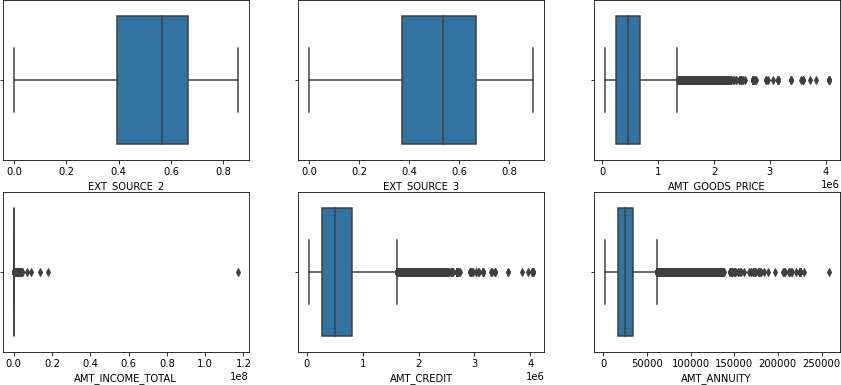 0.0 0.2 0.4 0.6 0.8
EXT_SOURCE_2
0.0 0.2 0.4 0.6 0.8
EXT_SOURCE_3
0 1 2 3 4
1e6
AMT_GOODS_PRICE
0.0 0.2 0.4 0.6 0.8 1.0 1.2
1e8
AMT_INCOME_TOTAL
0 1 2 3 4
1e6
AMT_CREDIT
0 50000 100000 150000 200000 250000
AMT_ANNUITY